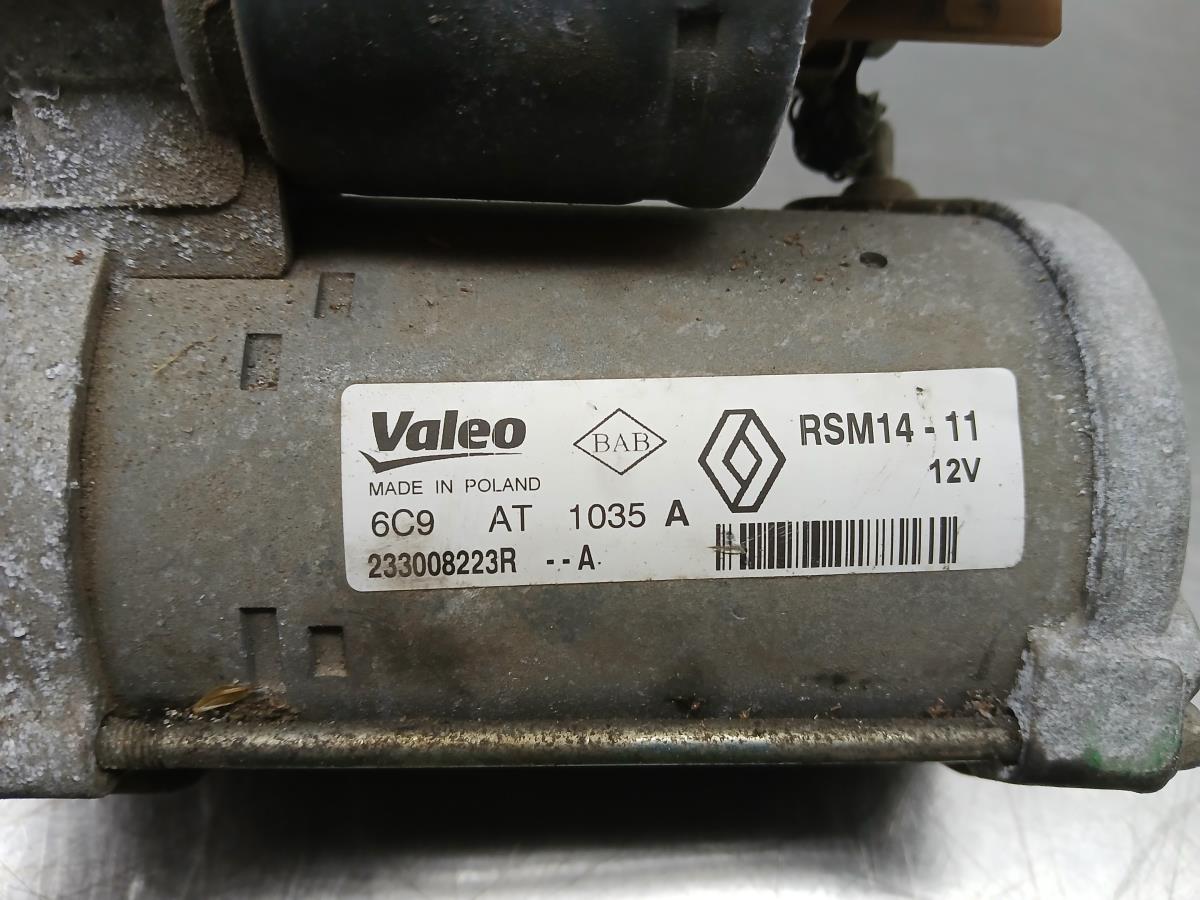 Valeo
BAB
RSM14 - 11
12V
MADE IN POLAND
6C9 AT 1035 A
233008223R --A